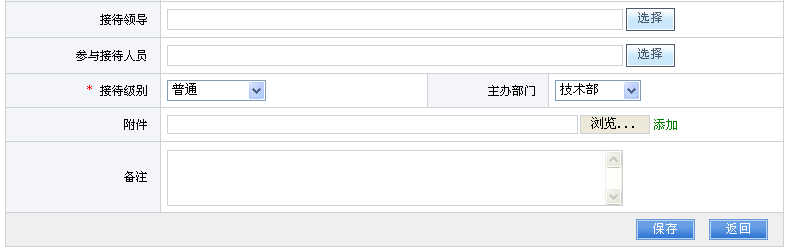 接待领导 选择
参与接待人员 选择
* 接待级别 普通 主办部门 技术部
附件 浏览... 添加
备注
保存 返回